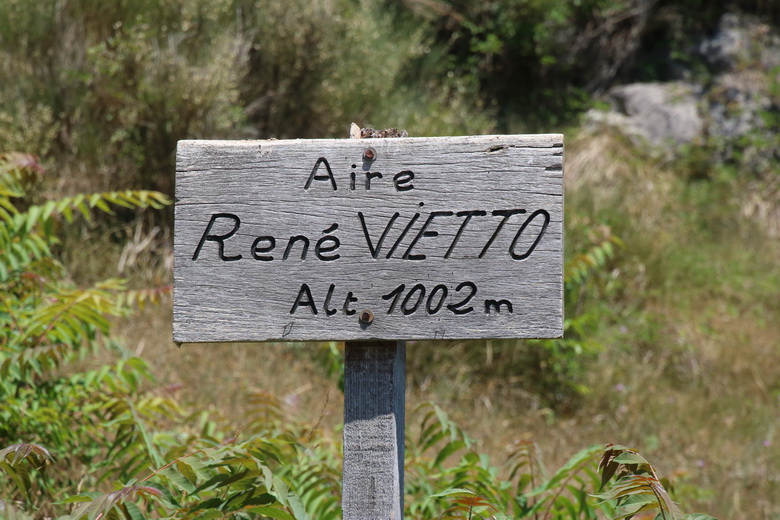 Aire
René VIETTO
Alt. 1002 m